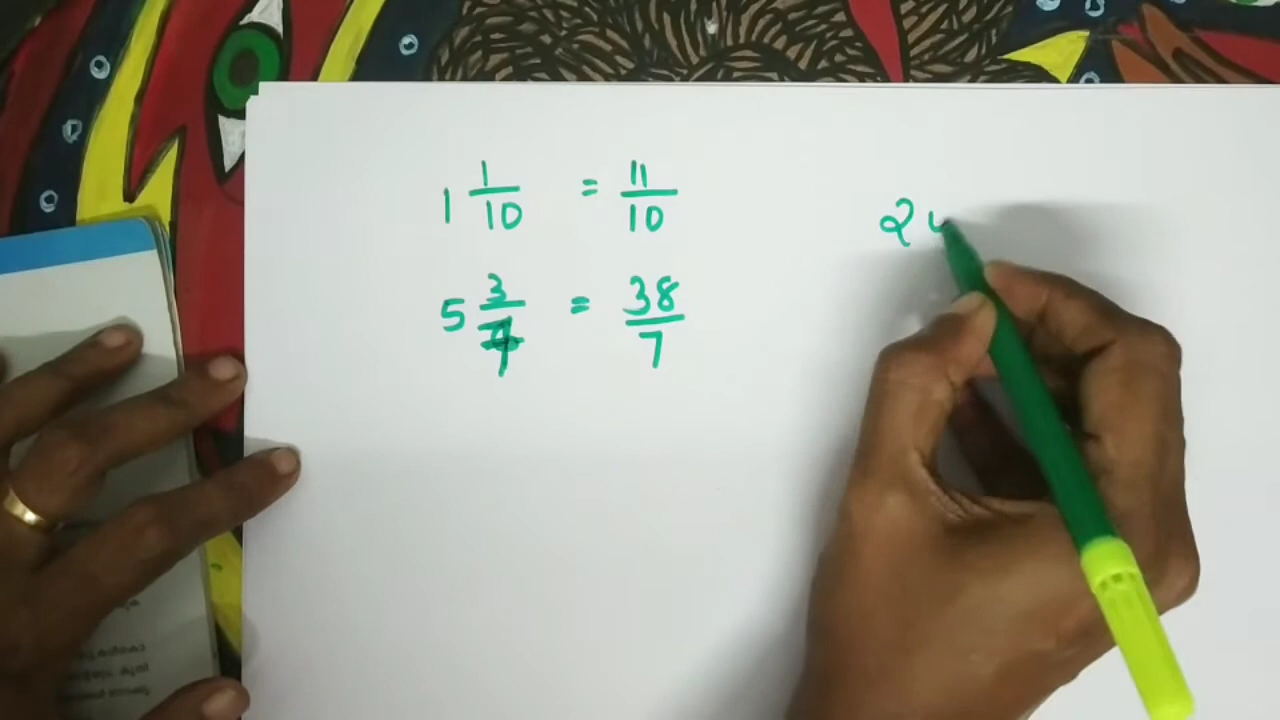 1 1/10 = 11/10
5 3/7 = 38/7
2